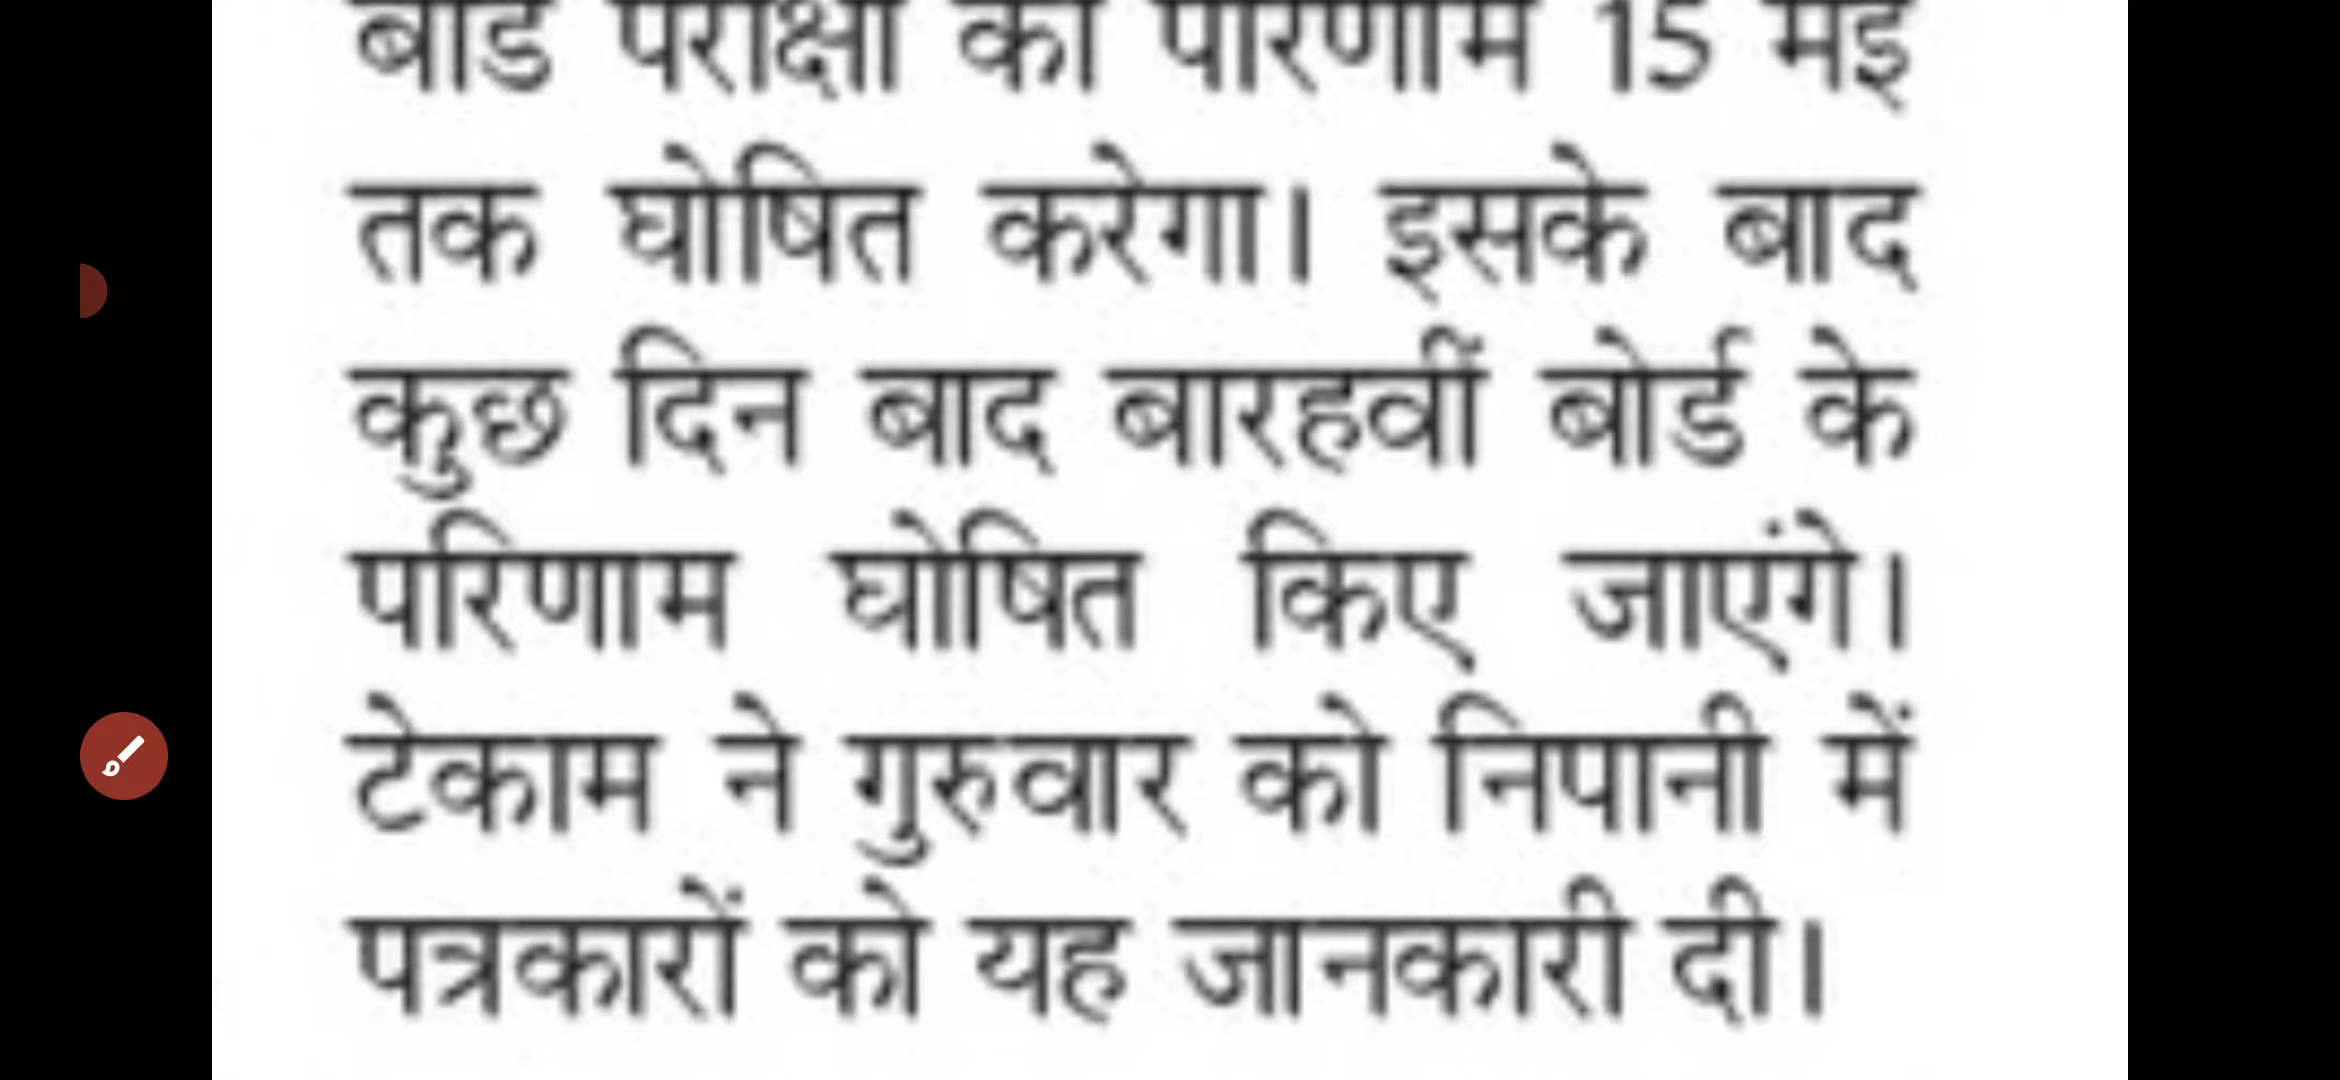 बोर्ड परीक्षा का परिणाम 15 मई
तक घोषित करेगा। इसके बाद
कुछ दिन बाद बारहवीं बोर्ड के
परिणाम घोषित किए जाएंगे।
टेकाम ने गुरुवार को निपानी में
पत्रकारों को यह जानकारी दी।